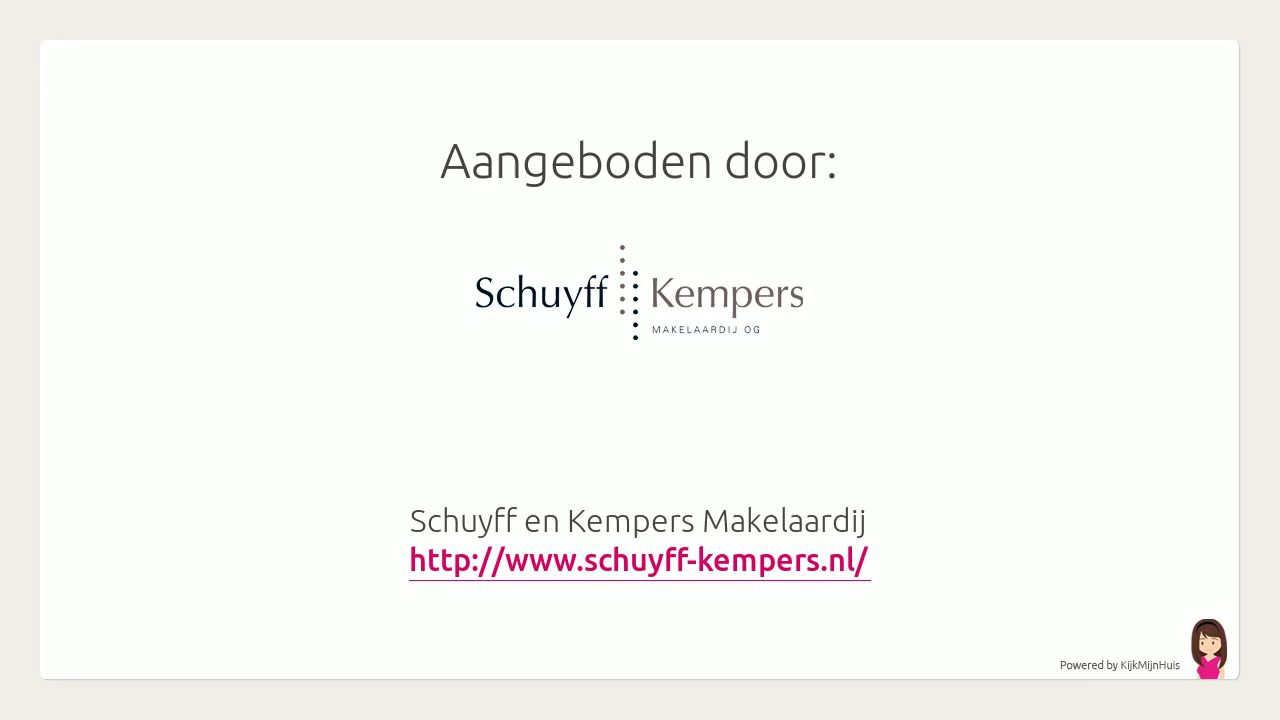 Aangeboden door:
Schuyff Kempers
MAKELAARDIJ OG
Schuyff en Kempers Makelaardij
http://www.schuyff-kempers.nl/
Powered by KijkMijnHuis